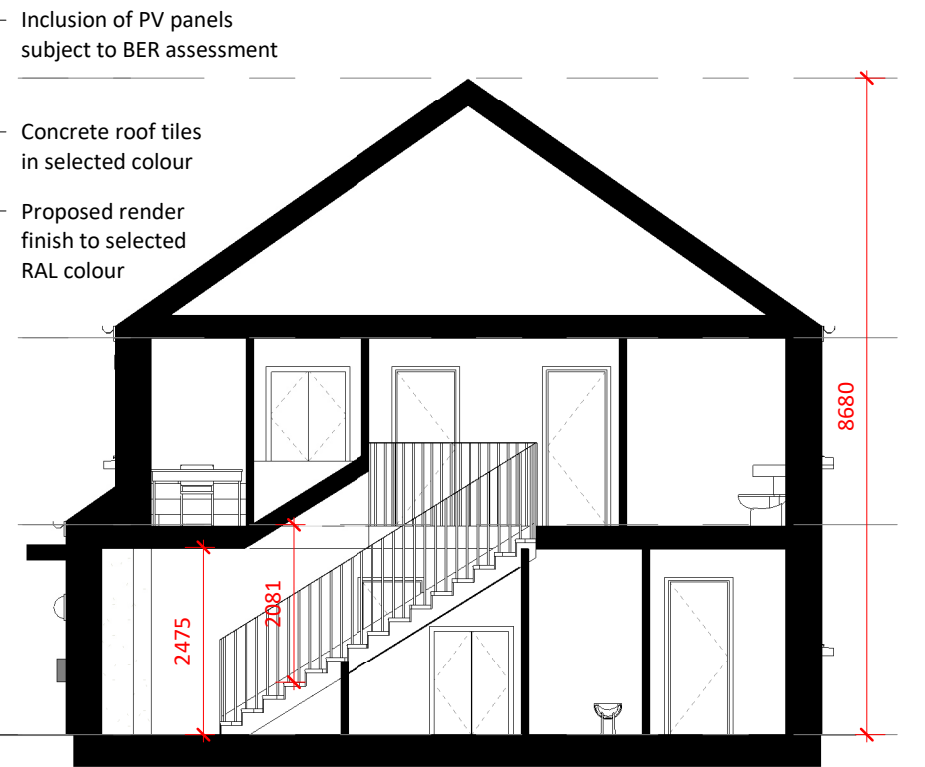 Inclusion of PV panels
subject to BER assessment
Concrete roof tiles
in selected colour
Proposed render
finish to selected
RAL colour
8680
2081
2475